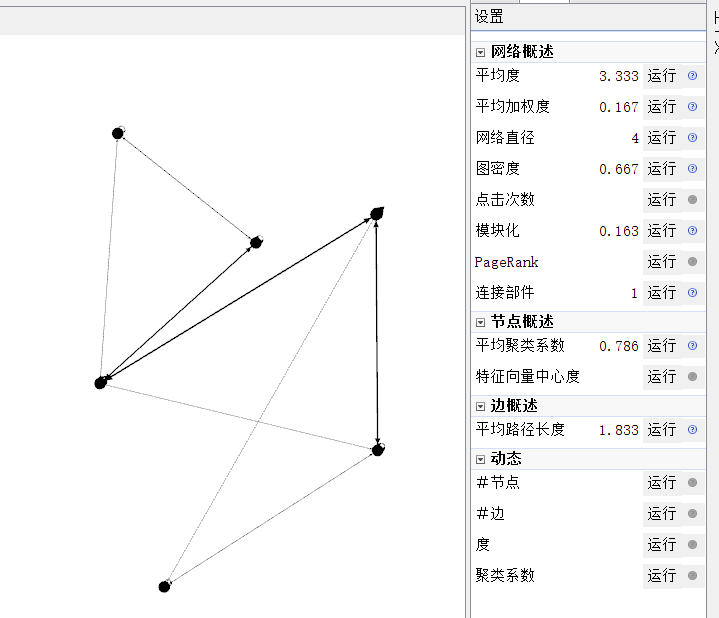 设置
网络概述
平均度 3.333 运行
平均加权度 0.167 运行
网络直径 4 运行
图密度 0.667 运行
点击次数 运行
模块化 0.163 运行
PageRank 运行
连接部件 1 运行
节点概述
平均聚类系数 0.786 运行
特征向量中心度 运行
边概述
平均路径长度 1.833 运行
动态
#节点 运行
#边 运行
度 运行
聚类系数 运行